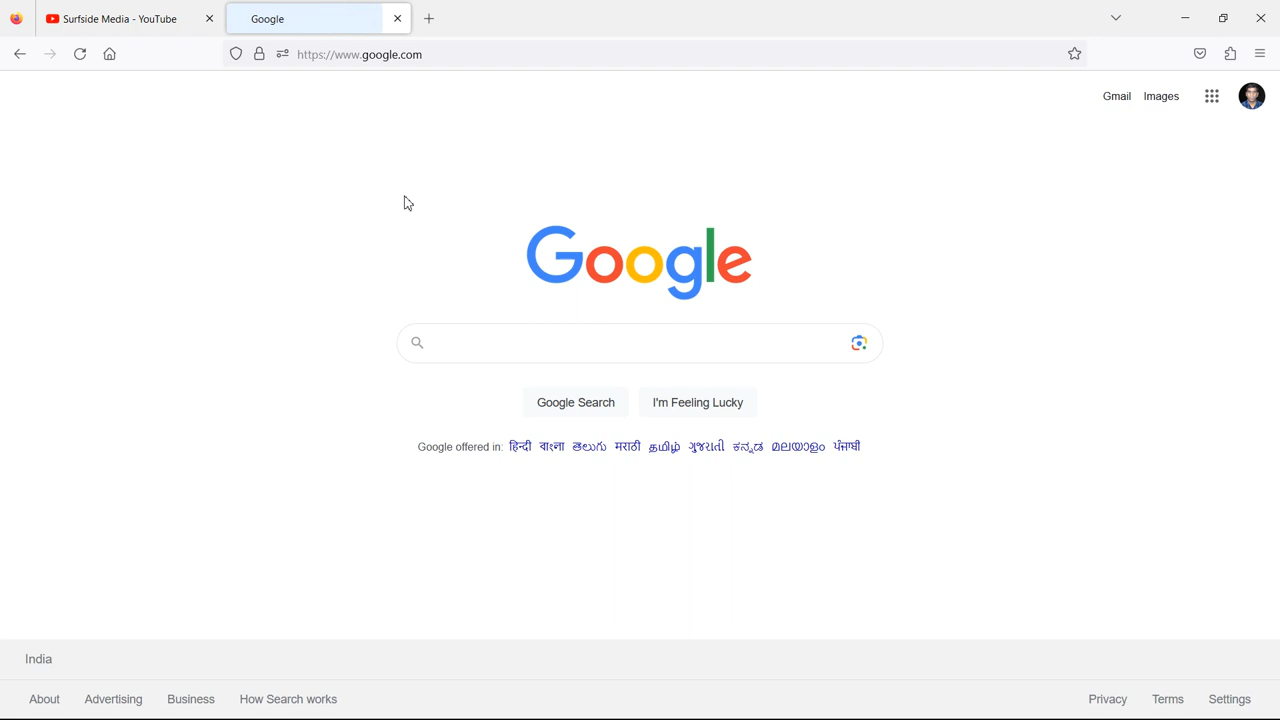 Surfside Media - YouTube
Google
https://www.google.com
Gmail Images
Google
Google Search I'm Feeling Lucky
Google offered in: हिन्दी বাংলা తెలుగు मराठी தமிழ் ગુજરાતી ಕನ್ನಡ മലയാളം ਪੰਜਾਬੀ
India
About Advertising Business How Search works Privacy Terms Settings